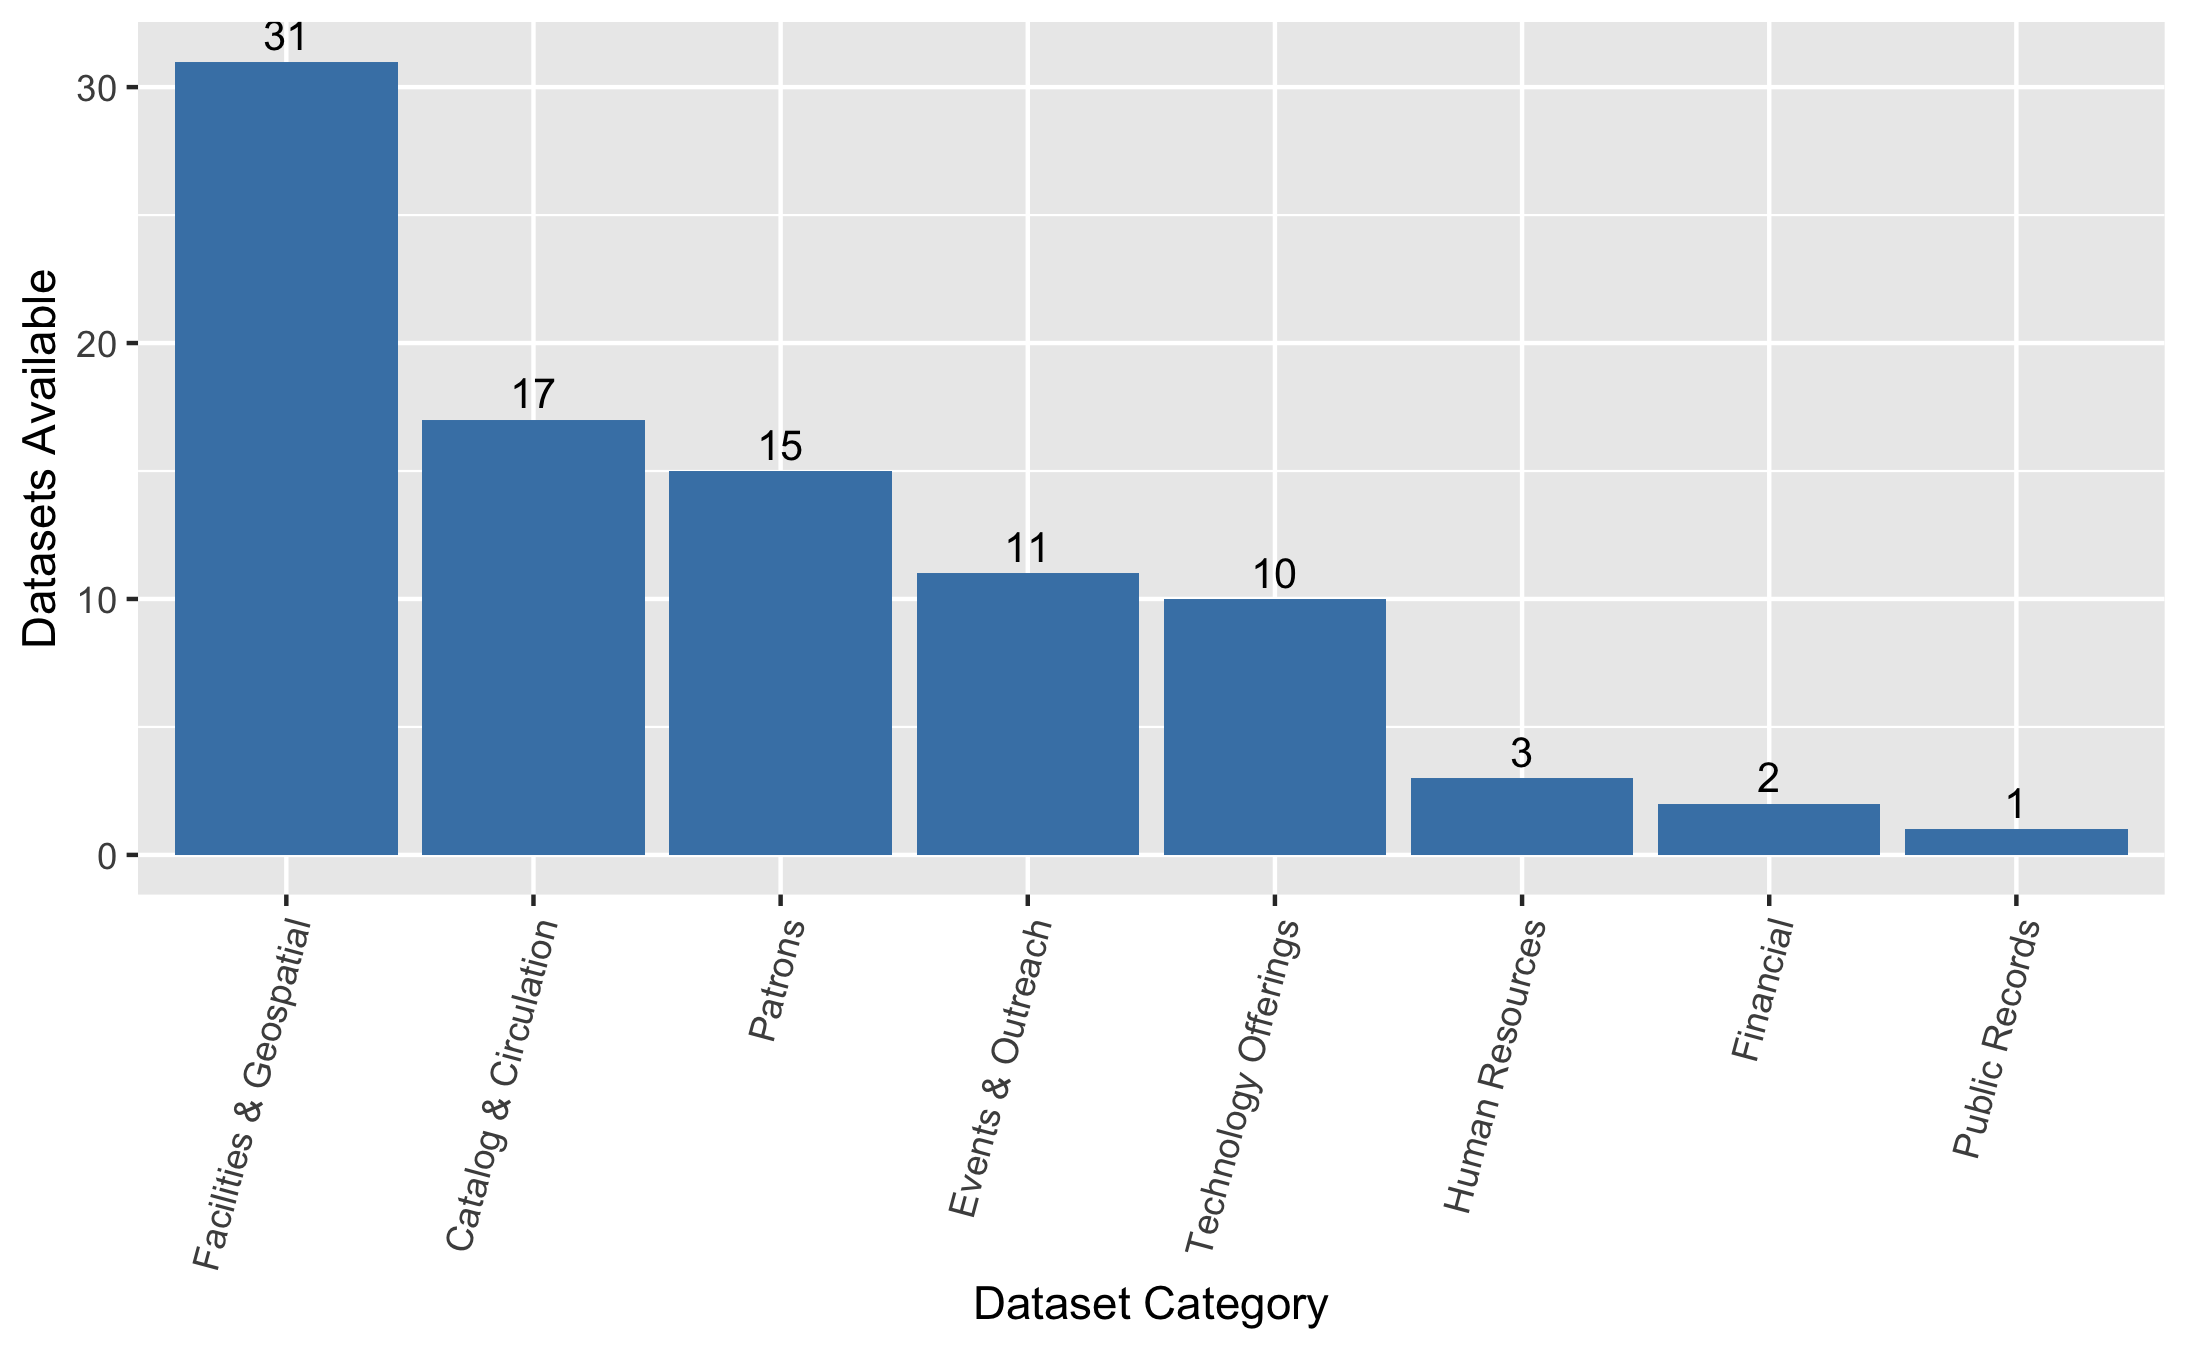 31
17
15
11
10
3
2
1
30
20
10
0
Datasets Available
Facilities & Geospatial
Catalog & Circulation
Patrons
Events & Outreach
Technology Offerings
Human Resources
Financial
Public Records
Dataset Category